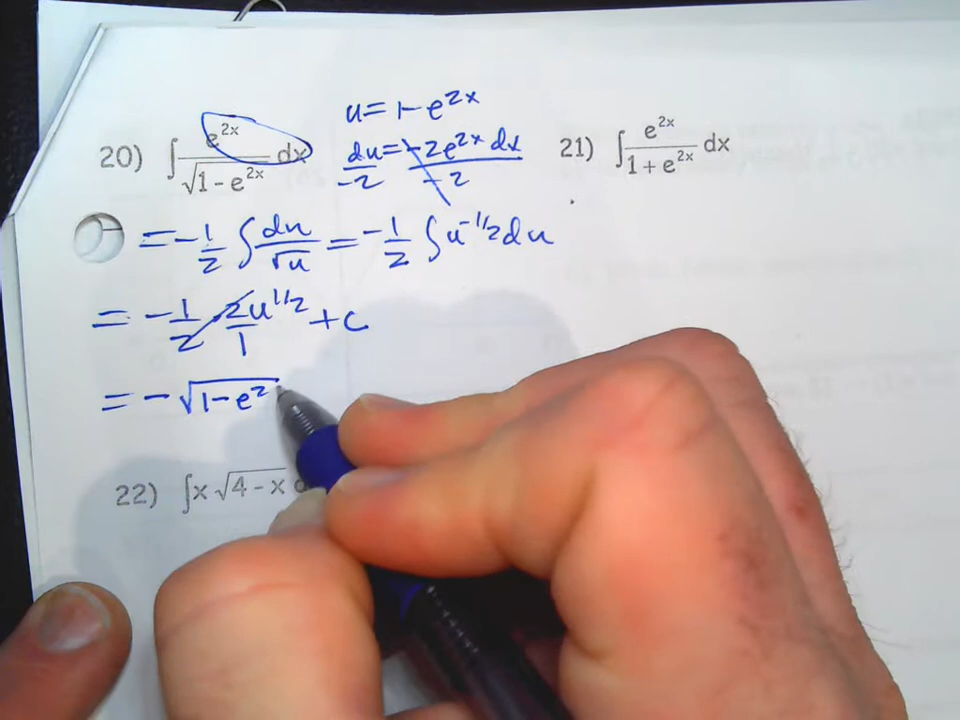 20) ∫ e^{2x} / √(1 - e^{2x}) dx
u = 1 - e^{2x}
du/-2 = -2e^{2x} dx/-2
= -1/2 ∫ du/√u = -1/2 ∫ u^{-1/2} du
= -1/2 · 2u^{1/2}/1 + c
= -√(1-e^2
21) ∫ e^{2x} / (1 + e^{2x}) dx
22) ∫ x √(4 - x)